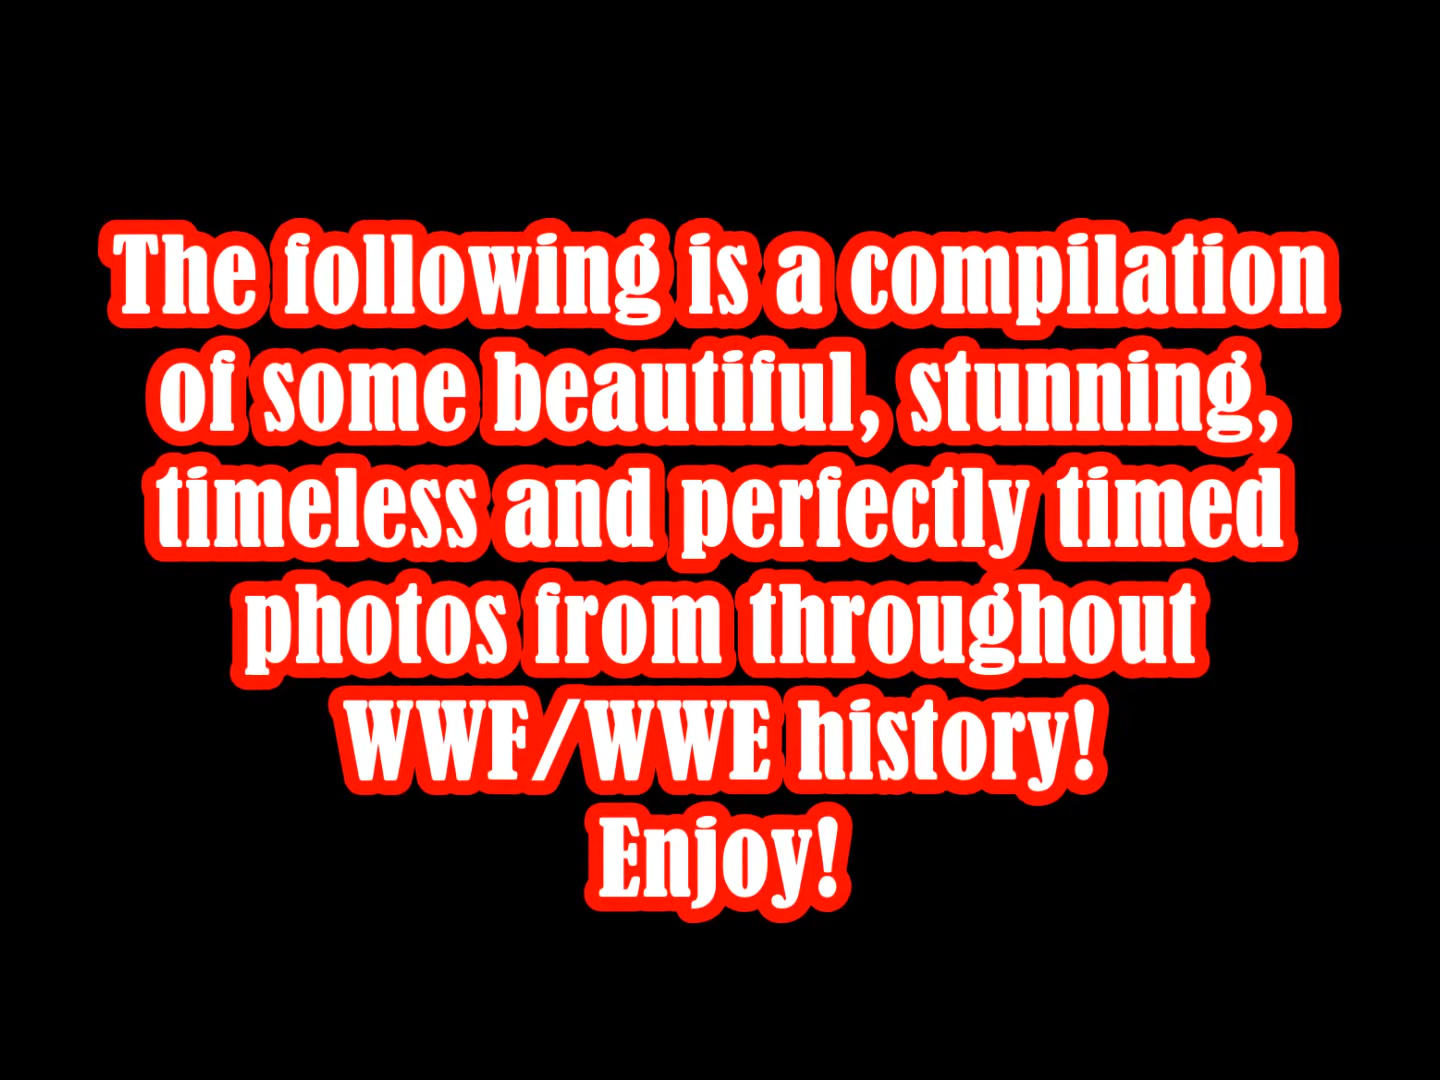 The following is a compilation
of some beautiful, stunning,
timeless and perfectly timed
photos from throughout
WWF/WWE history!
Enjoy!